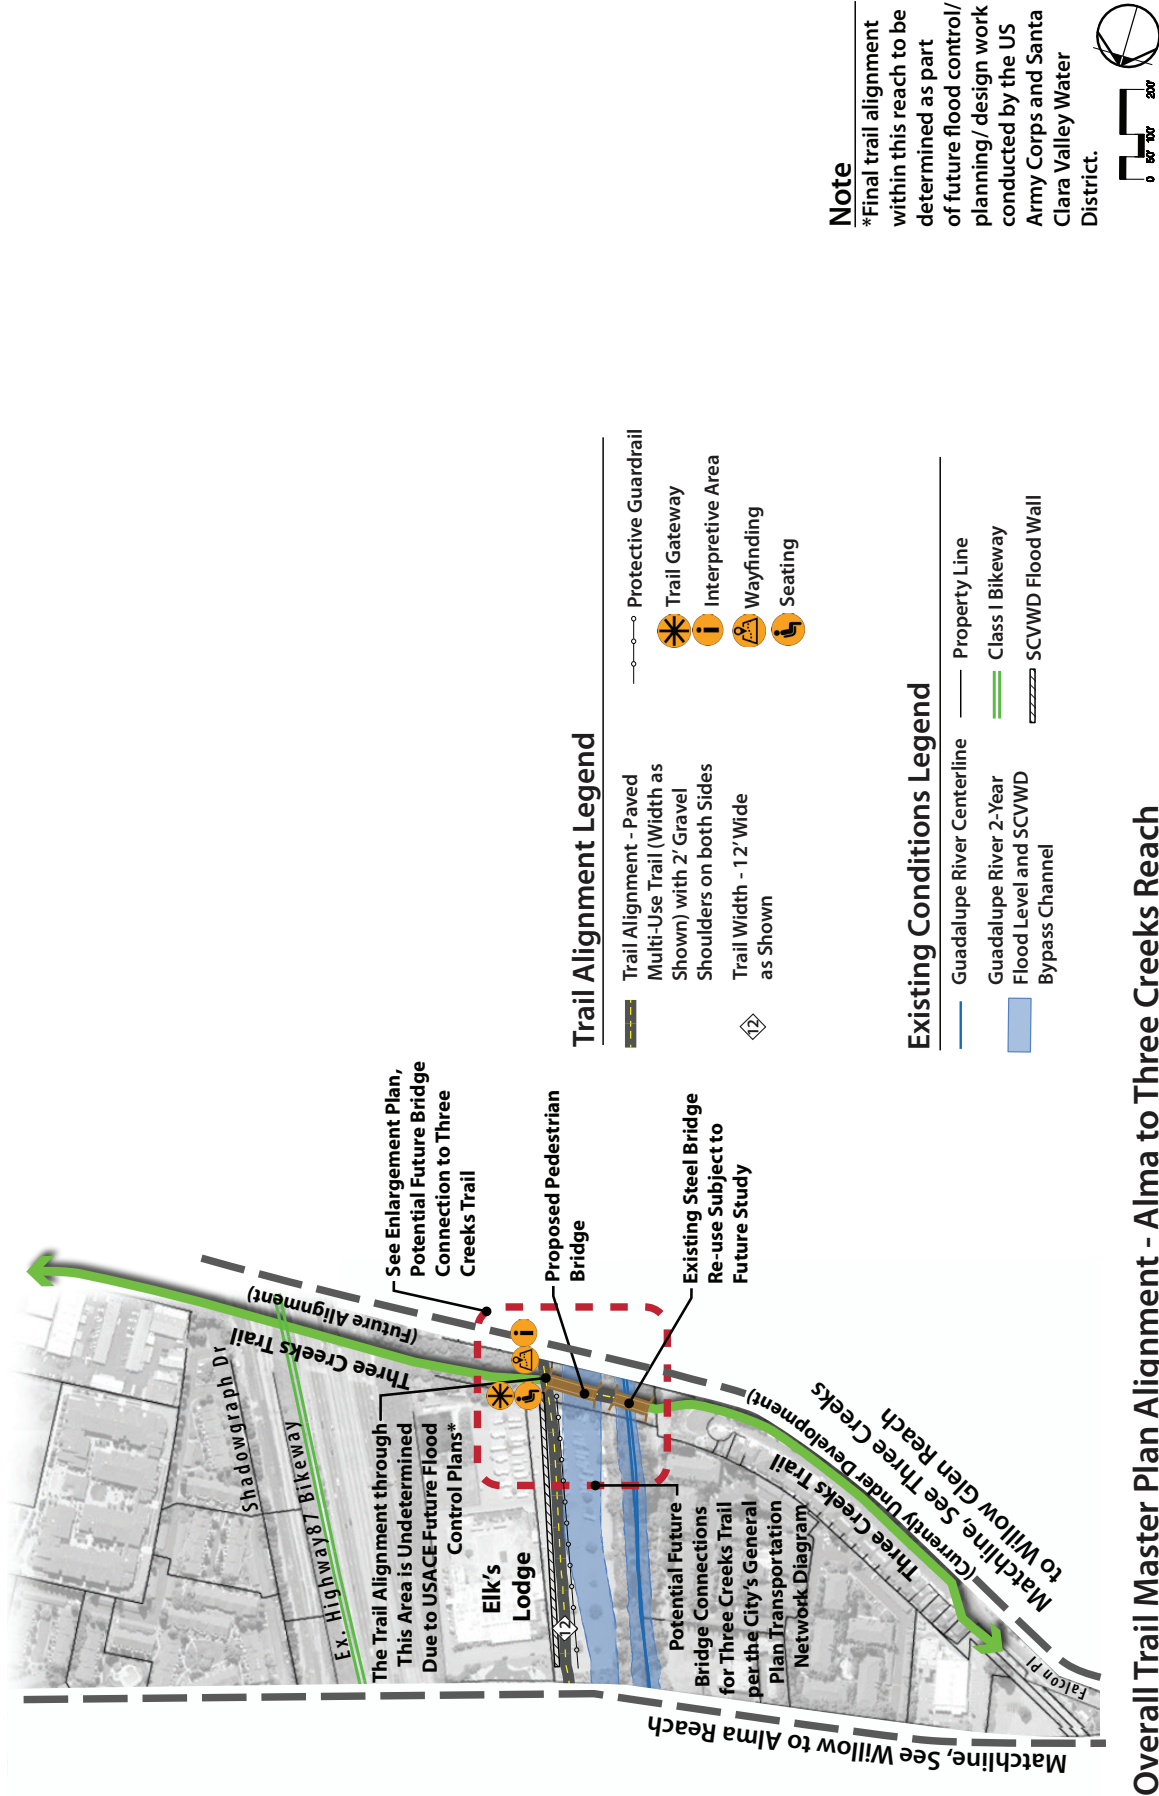 Matchline, See Willow to Alma Reach
Shadowgraph Dr
Ex. Highway87 Bikeway
Three Creeks Trail
(Future Alignment)
The Trail Alignment through
This Area is Undetermined
Due to USACE Future Flood
Control Plans*
Elk's
Lodge
12
Potential Future
Bridge Connections
for Three Creeks Trail
per the City's General
Plan Transportation
Network Diagram
Three Creeks Trail
(Currently Under Development)
Matchline, See Three Creeks
to Willow Glen Reach
Falcon Pl
See Enlargement Plan,
Potential Future Bridge
Connection to Three
Creeks Trail
Proposed Pedestrian
Bridge
Existing Steel Bridge
Re-use Subject to
Future Study
Trail Alignment Legend
Trail Alignment - Paved
Multi-Use Trail (Width as
Shown) with 2' Gravel
Shoulders on both Sides
12
Trail Width - 12' Wide
as Shown
Protective Guardrail
Trail Gateway
Interpretive Area
Wayfinding
Seating
Existing Conditions Legend
Guadalupe River Centerline
Guadalupe River 2-Year
Flood Level and SCVWD
Bypass Channel
Property Line
Class I Bikeway
SCVWD Flood Wall
Note
*Final trail alignment
within this reach to be
determined as part
of future flood control/
planning/ design work
conducted by the US
Army Corps and Santa
Clara Valley Water
District.
0 50' 100' 200'
Overall Trail Master Plan Alignment - Alma to Three Creeks Reach